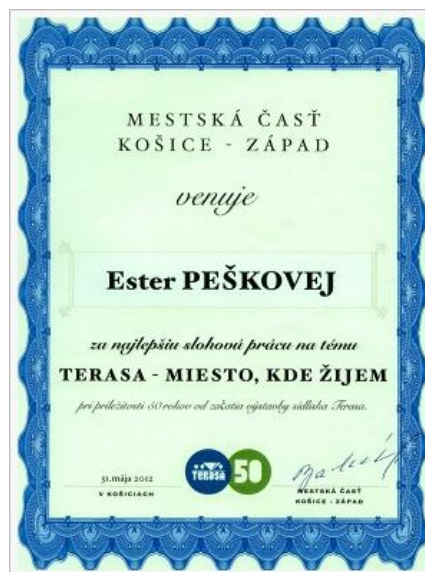 MESTSKÁ ČASŤ
KOŠICE - ZÁPAD
venuje
Ester PEŠKOVEJ
za najlepšiu slohovú prácu na tému
TERASA - MIESTO, KDE ŽIJEM
pri príležitosti 50 rokov od začatia výstavby sídliska Terasa.
31. mája 2012
V KOŠICIACH
TERASA 50
MESTSKÁ ČASŤ
KOŠICE - ZÁPAD